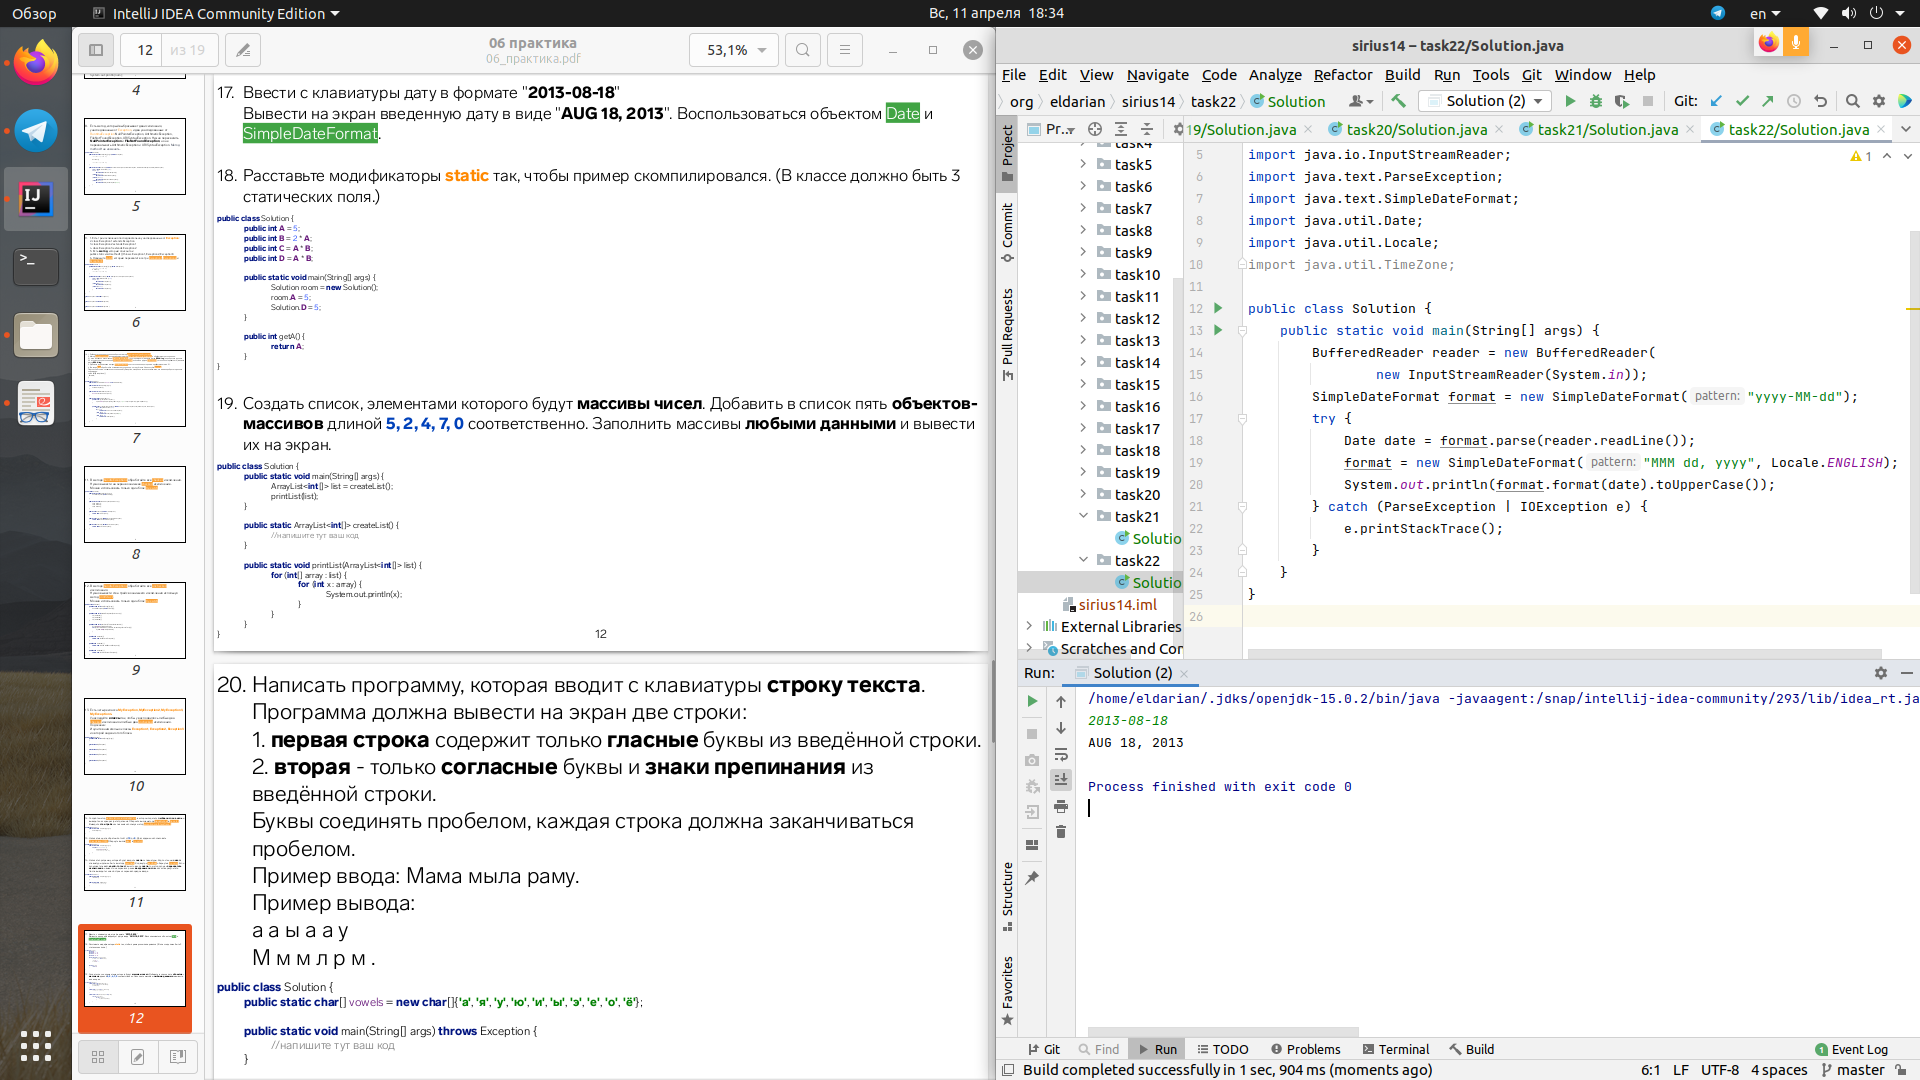 Обзор
IntelliJ IDEA Community Edition
Вс, 11 апреля 18:34
en
12
из 19
06 практика
06_практика.pdf
53,1%
4
5
6
7
8
9
10
11
12
17. Ввести с клавиатуры дату в формате "2013-08-18"
Вывести на экран введенную дату в виде "AUG 18, 2013". Воспользоваться объектом Date и
SimpleDateFormat.
18. Расставьте модификаторы static так, чтобы пример скомпилировался. (В классе должно быть 3
статических поля.)
public class Solution {
public int A = 5;
public int B = 2 * A;
public int C = A * B;
public int D = A * B;
public static void main(String[] args) {
Solution room = new Solution();
room.A = 5;
Solution.D = 5;
}
public int getA() {
return A;
}
}
19. Создать список, элементами которого будут массивы чисел. Добавить в список пять объектов-
массивов длиной 5, 2, 4, 7, 0 соответственно. Заполнить массивы любыми данными и вывести
их на экран.
public class Solution {
public static void main(String[] args) {
ArrayList<int[]> list = createList();
printList(list);
}
public static ArrayList<int[]> createList() {
//напишите тут ваш код
}
public static void printList(ArrayList<int[]> list) {
for (int[] array : list) {
for (int x : array) {
System.out.println(x);
}
}
}
}
12
20. Написать программу, которая вводит с клавиатуры строку текста.
Программа должна вывести на экран две строки:
1. первая строка содержит только гласные буквы из введённой строки.
2. вторая - только согласные буквы и знаки препинания из
введённой строки.
Буквы соединять пробелом, каждая строка должна заканчиваться
пробелом.
Пример ввода: Мама мыла раму.
Пример вывода:
а а ы а а у
М м м л р м .
public class Solution {
public static char[] vowels = new char[]{'а', 'я', 'у', 'ю', 'и', 'ы', 'э', 'е', 'о', 'ё'};
public static void main(String[] args) throws Exception {
//напишите тут ваш код
}
sirius14 – task22/Solution.java
File Edit View Navigate Code Analyze Refactor Build Run Tools Git Window Help
org eldarian sirius14 task22 Solution
Solution (2)
Git:
Pr...
19/Solution.java
task20/Solution.java
task21/Solution.java
task22/Solution.java
Project
Commit
Pull Requests
Structure
Favorites
task4
task5
task6
task7
task8
task9
task10
task11
task12
task13
task14
task15
task16
task17
task18
task19
task20
task21
Solutio
task22
Solutio
sirius14.iml
External Libraries
Scratches and Cor
1
5 import java.io.InputStreamReader;
6 import java.text.ParseException;
7 import java.text.SimpleDateFormat;
8 import java.util.Date;
9 import java.util.Locale;
10 import java.util.TimeZone;
11
12 public class Solution {
13 public static void main(String[] args) {
14 BufferedReader reader = new BufferedReader(
15 new InputStreamReader(System.in));
16 SimpleDateFormat format = new SimpleDateFormat( pattern: "yyyy-MM-dd");
17 try {
18 Date date = format.parse(reader.readLine());
19 format = new SimpleDateFormat( pattern: "MMM dd, yyyy", Locale.ENGLISH);
20 System.out.println(format.format(date).toUpperCase());
21 } catch (ParseException | IOException e) {
22 e.printStackTrace();
23 }
24 }
25 }
26
Run: Solution (2)
/home/eldarian/.jdks/openjdk-15.0.2/bin/java -javaagent:/snap/intellij-idea-community/293/lib/idea_rt.ja
2013-08-18
AUG 18, 2013
Process finished with exit code 0
Git Find Run TODO Problems Terminal Build
1 Event Log
Build completed successfully in 1 sec, 904 ms (moments ago)
6:1 LF UTF-8 4 spaces master